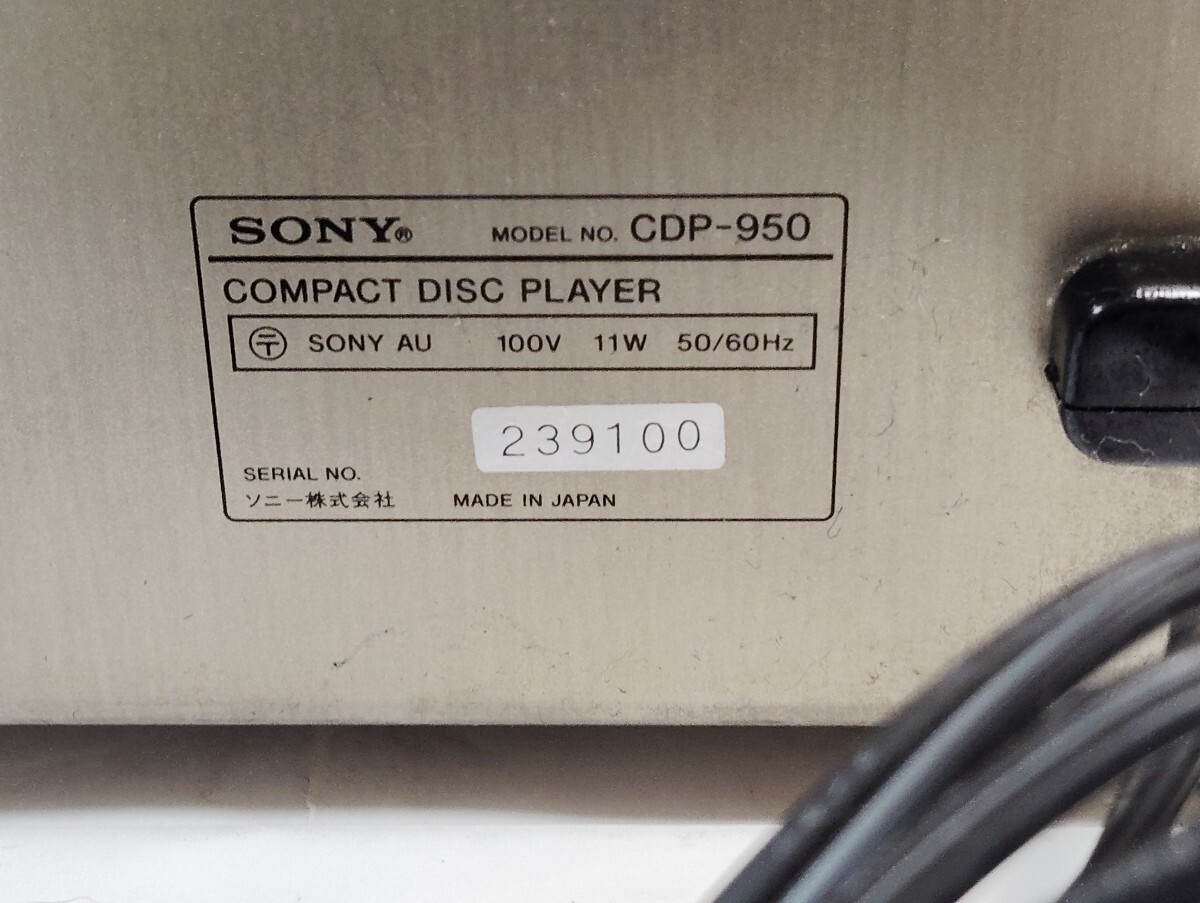 SONY® MODEL NO. CDP-950
COMPACT DISC PLAYER
〶 SONY AU 100V 11W 50/60Hz
239100
SERIAL NO.
ソニー株式会社 MADE IN JAPAN